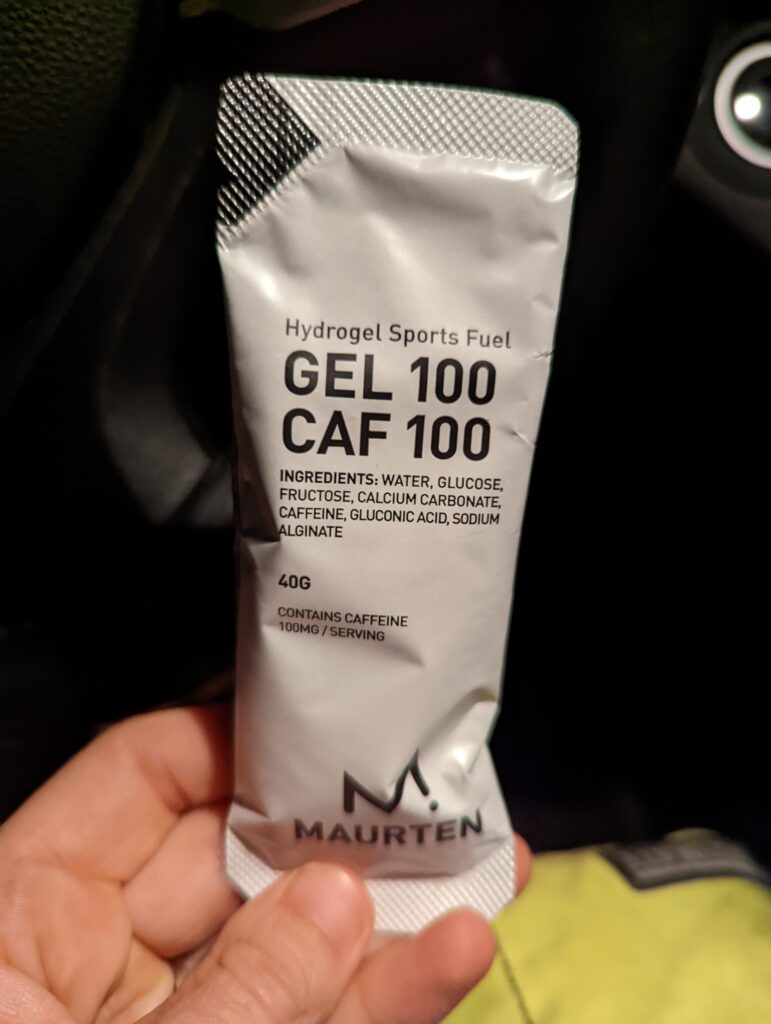 Hydrogel Sports Fuel
GEL 100
CAF 100
INGREDIENTS: WATER, GLUCOSE,
FRUCTOSE, CALCIUM CARBONATE,
CAFFEINE, GLUCONIC ACID, SODIUM
ALGINATE
40G
CONTAINS CAFFEINE
100MG / SERVING
M.
MAURTEN